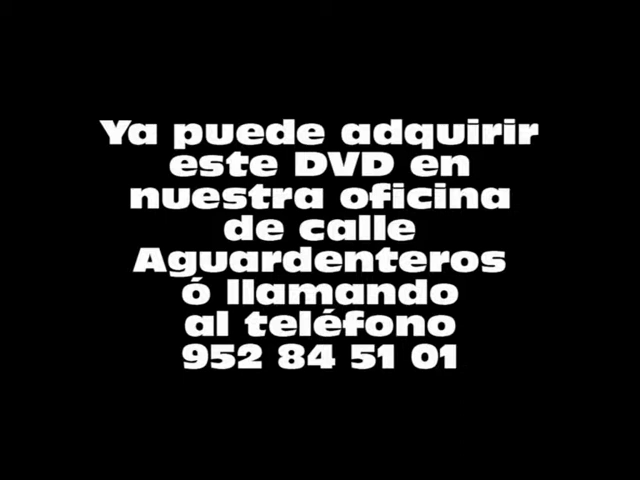 Ya puede adquirir
este DVD en
nuestra oficina
de calle
Aguardenteros
ó llamando
al teléfono
952 84 51 01